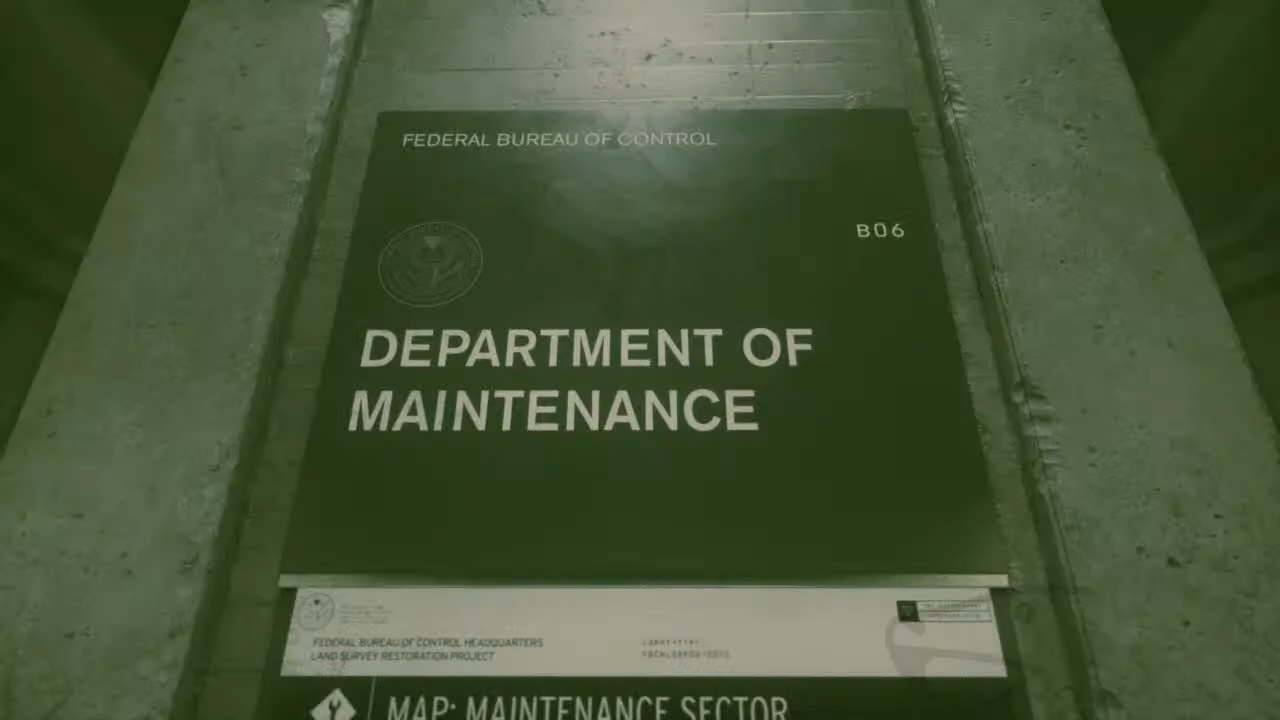 FEDERAL BUREAU OF CONTROL
B06
DEPARTMENT OF
MAINTENANCE
FEDERAL BUREAU OF CONTROL HEADQUARTERS
LAND SURVEY RESTORATION PROJECT
MAP: MAINTENANCE SECTOR